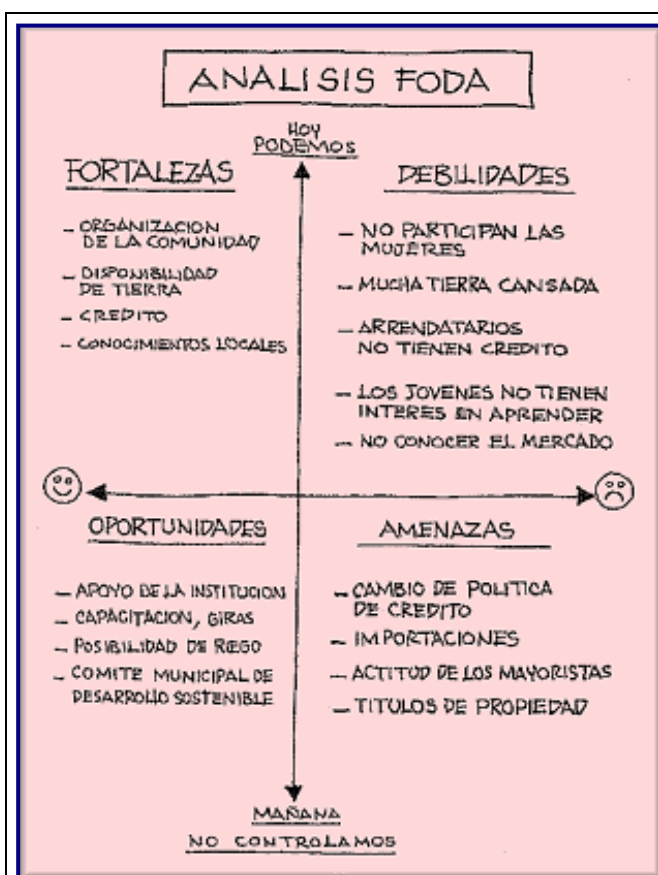 ANALISIS FODA
HOY
PODEMOS
FORTALEZAS
- ORGANIZACION
DE LA COMUNIDAD
- DISPONIBILIDAD
DE TIERRA
- CREDITO
- CONOCIMIENTOS LOCALES
DEBILIDADES
- NO PARTICIPAN LAS
MUJERES
- MUCHA TIERRA CANSADA
- ARRENDATARIOS
NO TIENEN CREDITO
- LOS JOVENES NO TIENEN
INTERES EN APRENDER
- NO CONOCER EL MERCADO
OPORTUNIDADES
- APOYO DE LA INSTITUCION
- CAPACITACION, GIRAS
- POSIBILIDAD DE RIEGO
- COMITE MUNICIPAL DE
DESARROLLO SOSTENIBLE
AMENAZAS
- CAMBIO DE POLITICA
DE CREDITO
- IMPORTACIONES
- ACTITUD DE LOS MAYORISTAS
- TITULOS DE PROPIEDAD
MAÑANA
NO CONTROLAMOS